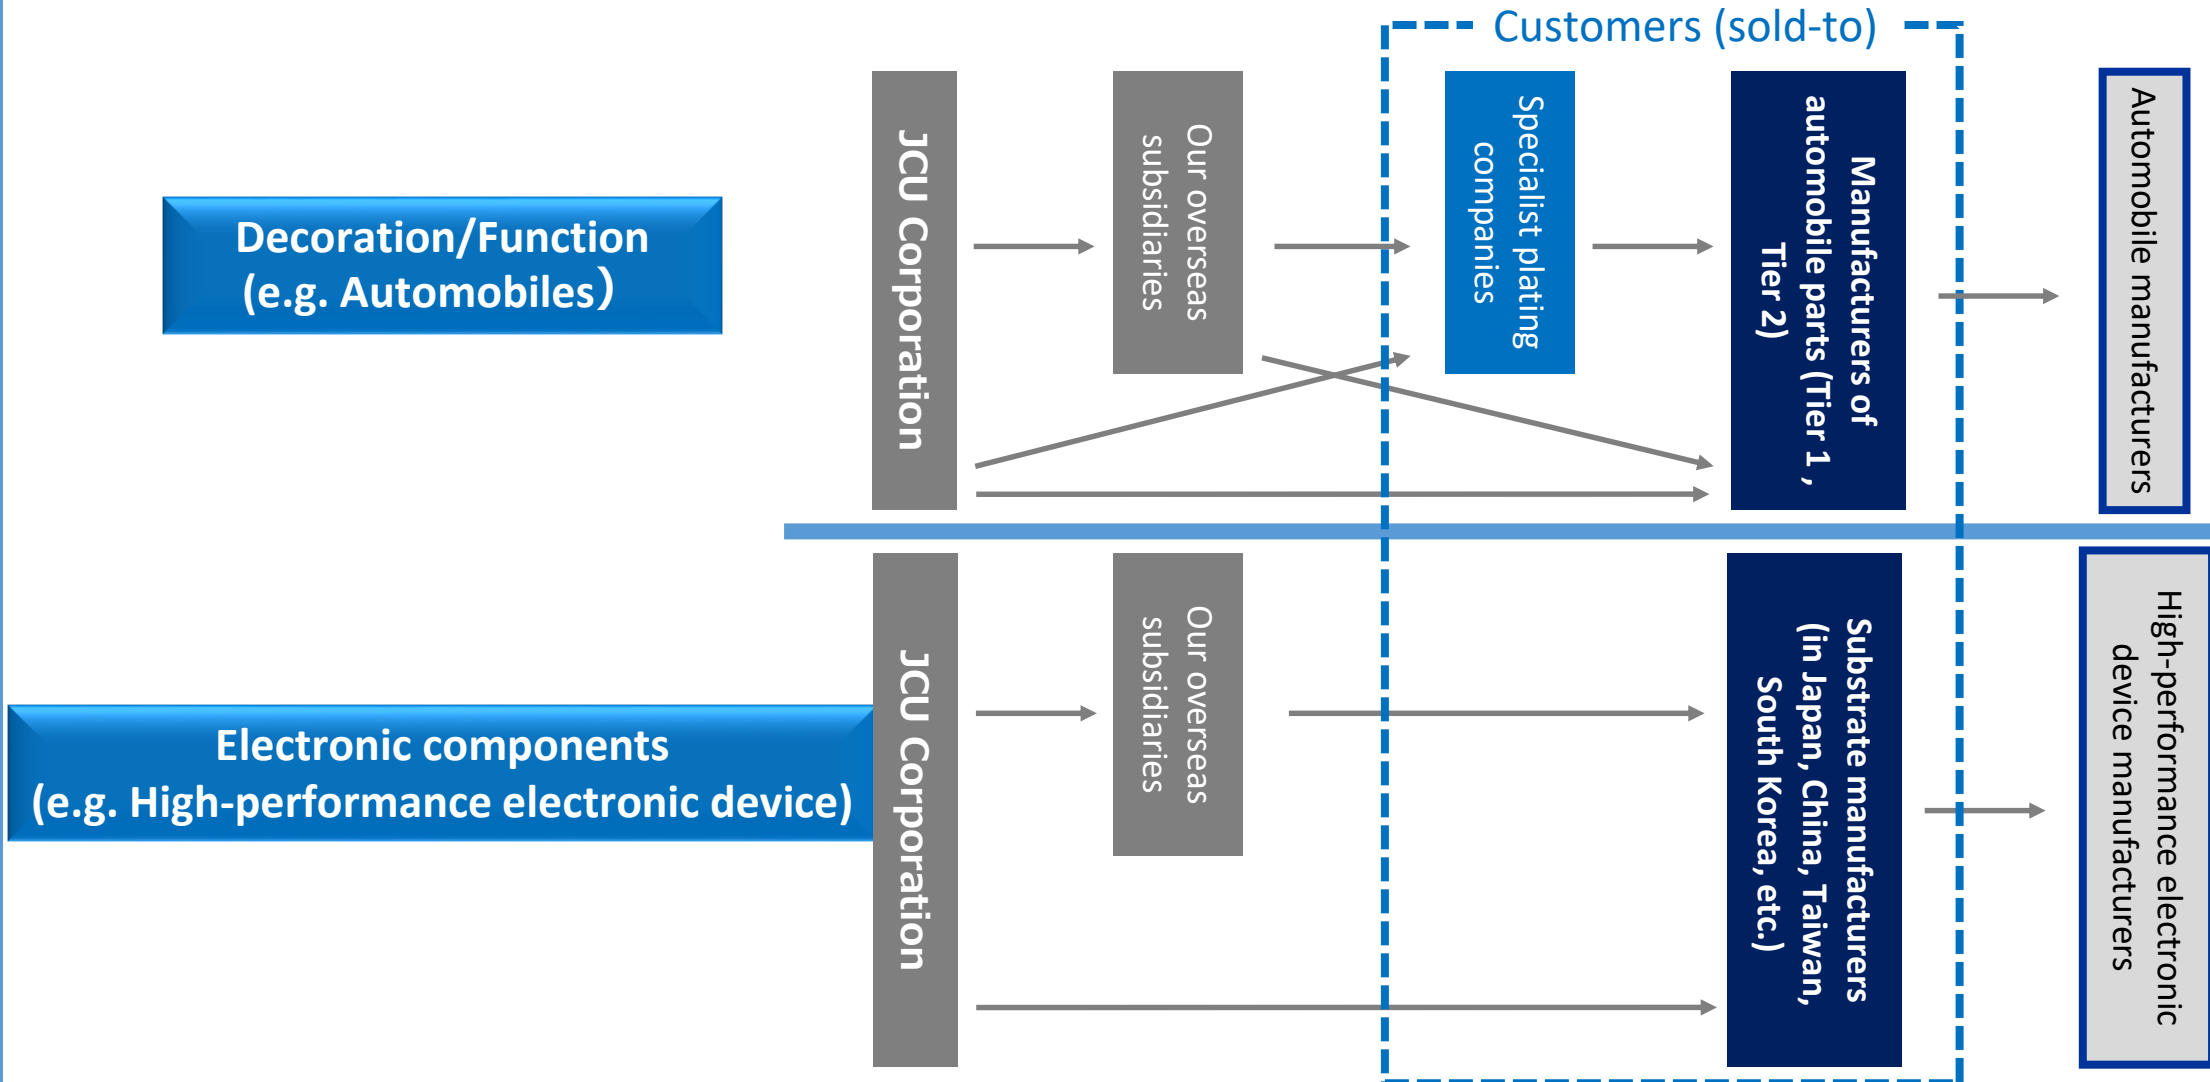 Customers (sold-to)
Decoration/Function
(e.g. Automobiles）
JCU Corporation
Our overseas
subsidiaries
Specialist plating
companies
Manufacturers of
automobile parts (Tier 1 ,
Tier 2)
Automobile manufacturers
Electronic components
(e.g. High-performance electronic device)
JCU Corporation
Our overseas
subsidiaries
Substrate manufacturers
(in Japan, China, Taiwan,
South Korea, etc.)
High-performance electronic
device manufacturers